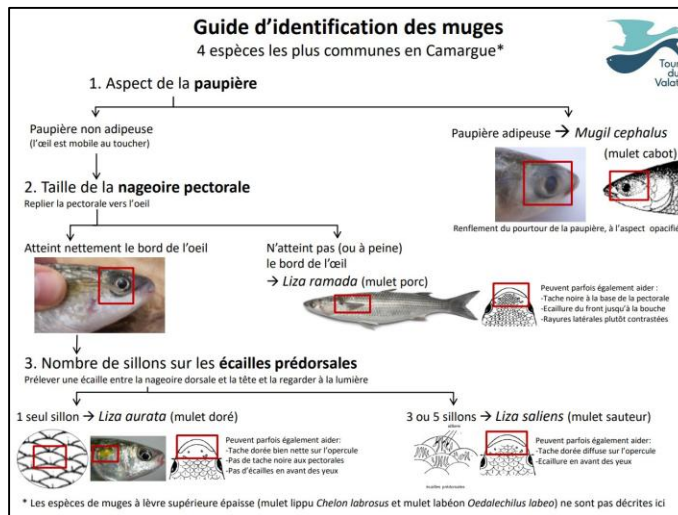 Guide d'identification des muges
4 espèces les plus communes en Camargue*
Tour
du
Valat
1. Aspect de la paupière
Paupière non adipeuse
(l'œil est mobile au toucher)
Paupière adipeuse → Mugil cephalus
(mulet cabot)
Renflement du pourtour de la paupière, à l'aspect opacifié
2. Taille de la nageoire pectorale
Replier la pectorale vers l'oeil
Atteint nettement le bord de l'oeil
N'atteint pas (ou à peine)
le bord de l'œil
→ Liza ramada (mulet porc)
Peuvent parfois également aider :
-Tache noire à la base de la pectorale
-Ecaillure du front jusqu'à la bouche
-Rayures latérales plutôt contrastées
3. Nombre de sillons sur les écailles prédorsales
Prélever une écaille entre la nageoire dorsale et la tête et la regarder à la lumière
1 seul sillon → Liza aurata (mulet doré)
Peuvent parfois également aider:
-Tache dorée bien nette sur l'opercule
-Pas de tache noire aux pectorales
-Pas d'écailles en avant des yeux
3 ou 5 sillons → Liza saliens (mulet sauteur)
sillons
écailles prédorsales
Peuvent parfois également aider:
-Tache dorée diffuse sur l'opercule
-Ecaillure en avant des yeux
* Les espèces de muges à lèvre supérieure épaisse (mulet lippu Chelon labrosus et mulet labéon Oedalechilus labeo) ne sont pas décrites ici